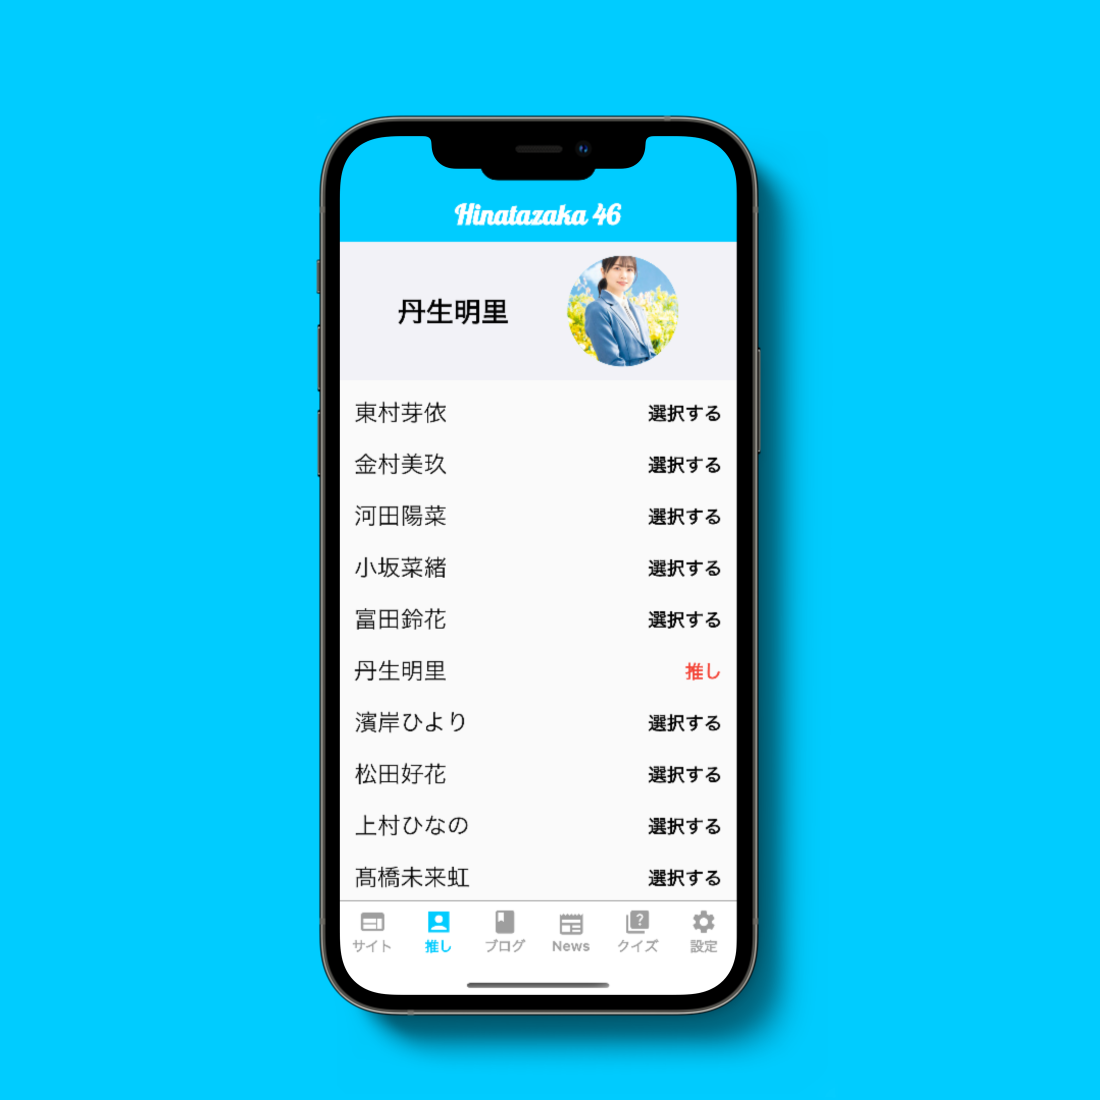 Hinatazaka 46
丹生明里
東村芽依 選択する
金村美玖 選択する
河田陽菜 選択する
小坂菜緒 選択する
富田鈴花 選択する
丹生明里 推し
濱岸ひより 選択する
松田好花 選択する
上村ひなの 選択する
髙橋未来虹 選択する
サイト 推し ブログ News クイズ 設定